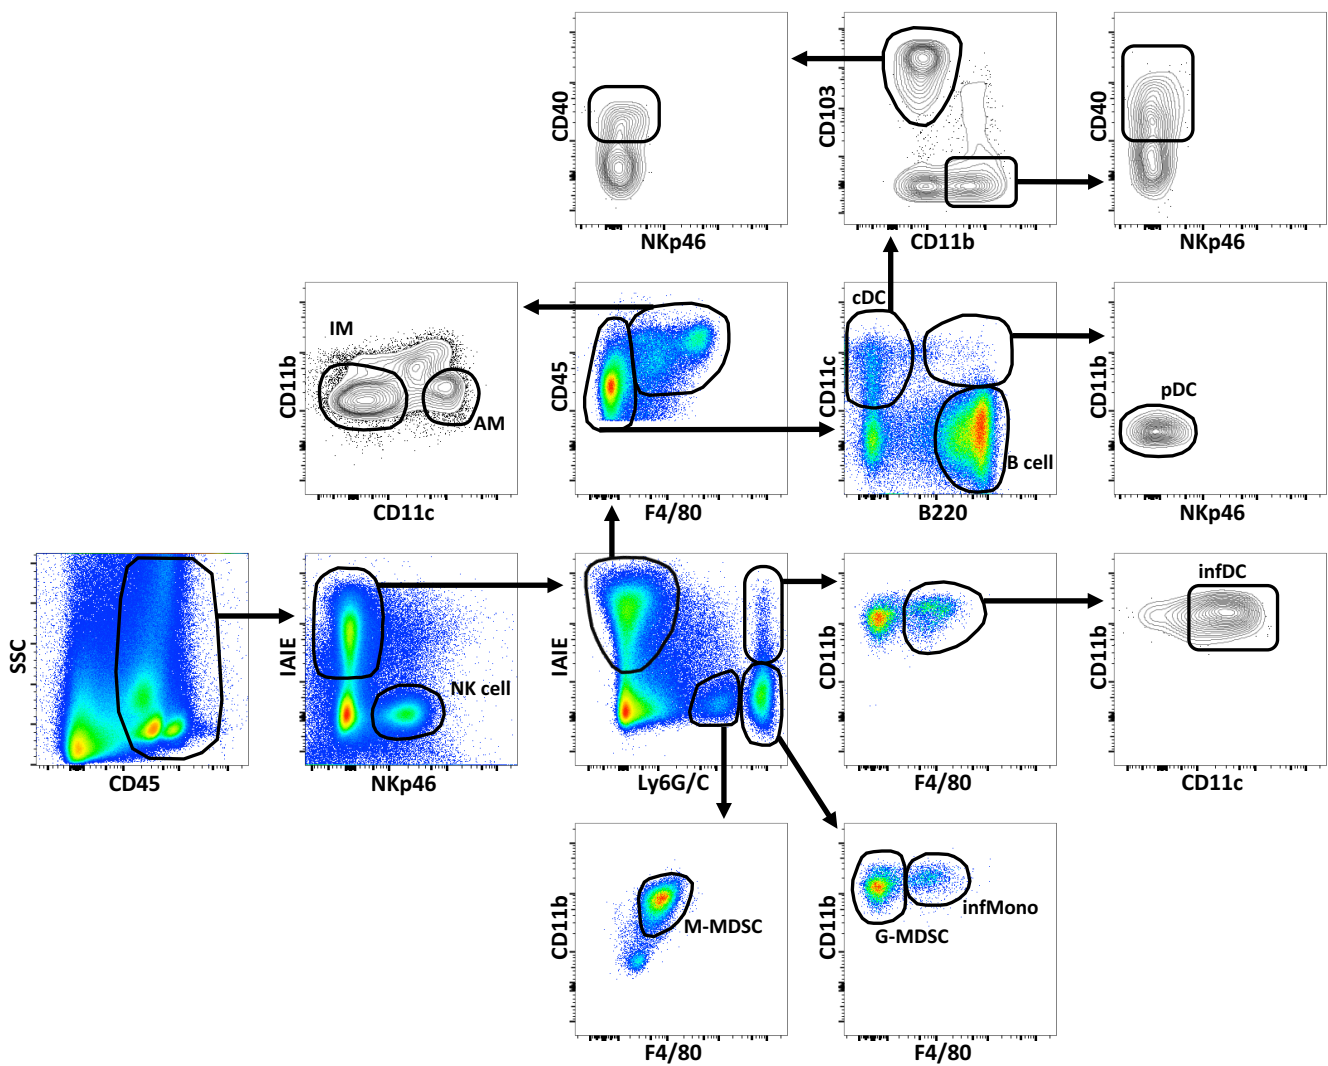 CD40
NKp46
CD103
CD11b
CD40
NKp46
IM
CD11b
AM
CD11c
CD45
F4/80
cDC
CD11c
B cell
B220
pDC
CD11b
NKp46
SSC
CD45
IAIE
NK cell
NKp46
IAIE
Ly6G/C
CD11b
F4/80
infDC
CD11b
CD11c
CD11b
M-MDSC
F4/80
CD11b
infMono
G-MDSC
F4/80